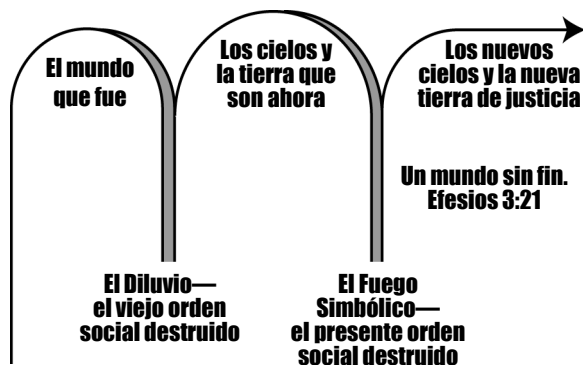 El mundo
que fue
Los cielos y
la tierra que
son ahora
Los nuevos
cielos y la nueva
tierra de justicia
Un mundo sin fin.
Efesios 3:21
El Diluvio—
el viejo orden
social destruido
El Fuego
Simbólico—
el presente orden
social destruido